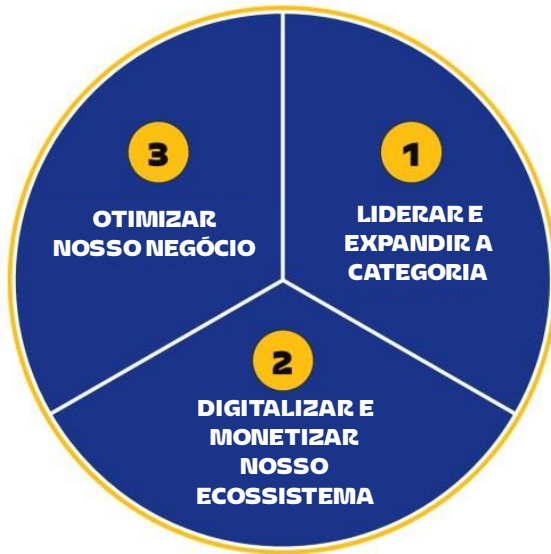 1
LIDERAR E
EXPANDIR A
CATEGORIA
2
DIGITALIZAR E
MONETIZAR
NOSSO
ECOSSISTEMA
3
OTIMIZAR
NOSSO NEGÓCIO